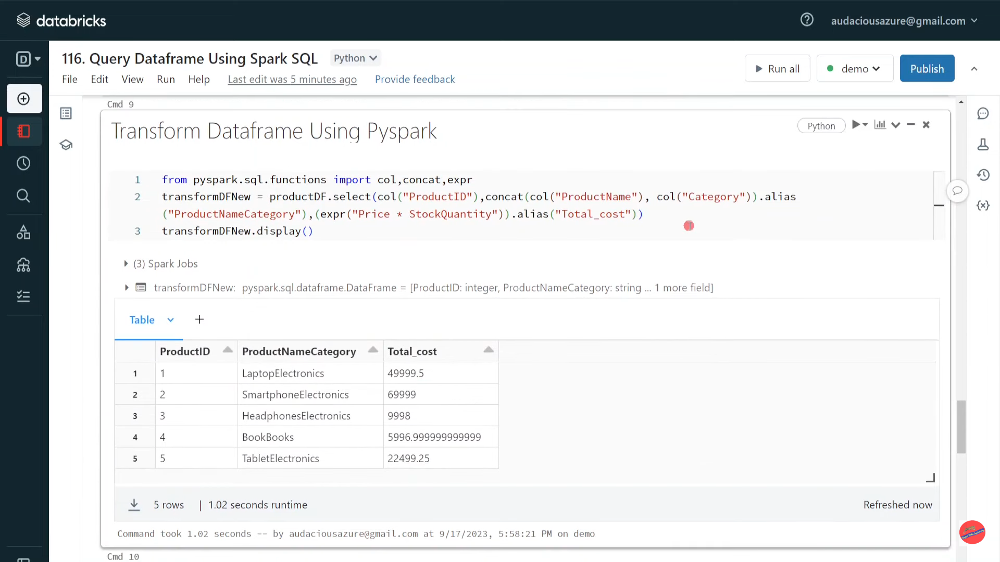 databricks
audaciousazure@gmail.com
D
116. Query Dataframe Using Spark SQL
Python
File Edit View Run Help Last edit was 5 minutes ago Provide feedback
Run all
demo
Publish
Cmd 9
Transform Dataframe Using Pyspark
Python
1 from pyspark.sql.functions import col,concat,expr
2 transformDFNew = productDF.select(col("ProductID"),concat(col("ProductName"), col("Category")).alias
("ProductNameCategory"),(expr("Price * StockQuantity")).alias("Total_cost"))
3 transformDFNew.display()
(3) Spark Jobs
transformDFNew: pyspark.sql.dataframe.DataFrame = [ProductID: integer, ProductNameCategory: string ... 1 more field]
Table +
ProductID ProductNameCategory Total_cost
1 1 LaptopElectronics 49999.5
2 2 SmartphoneElectronics 69999
3 3 HeadphonesElectronics 9998
4 4 BookBooks 5996.999999999999
5 5 TabletElectronics 22499.25
5 rows | 1.02 seconds runtime
Refreshed now
Command took 1.02 seconds -- by audaciousazure@gmail.com at 9/17/2023, 5:58:21 PM on demo
Cmd 10